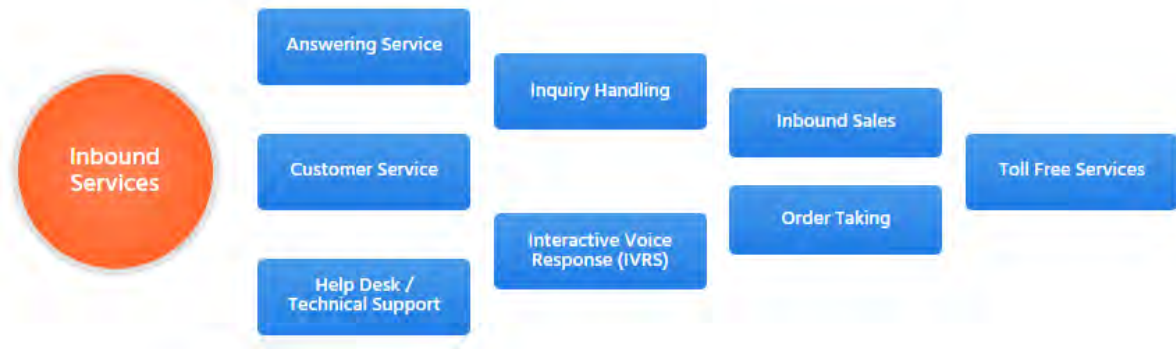 Inbound
Services
Answering Service
Customer Service
Help Desk /
Technical Support
Inquiry Handling
Interactive Voice
Response (IVRS)
Inbound Sales
Order Taking
Toll Free Services